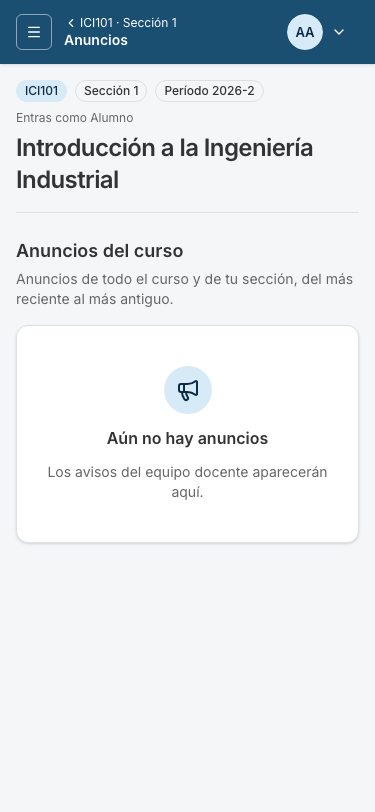 ICI101 · Sección 1
Anuncios
AA
ICI101
Sección 1
Período 2026-2
Entras como Alumno
Introducción a la Ingeniería
Industrial
Anuncios del curso
Anuncios de todo el curso y de tu sección, del más
reciente al más antiguo.
Aún no hay anuncios
Los avisos del equipo docente aparecerán
aquí.